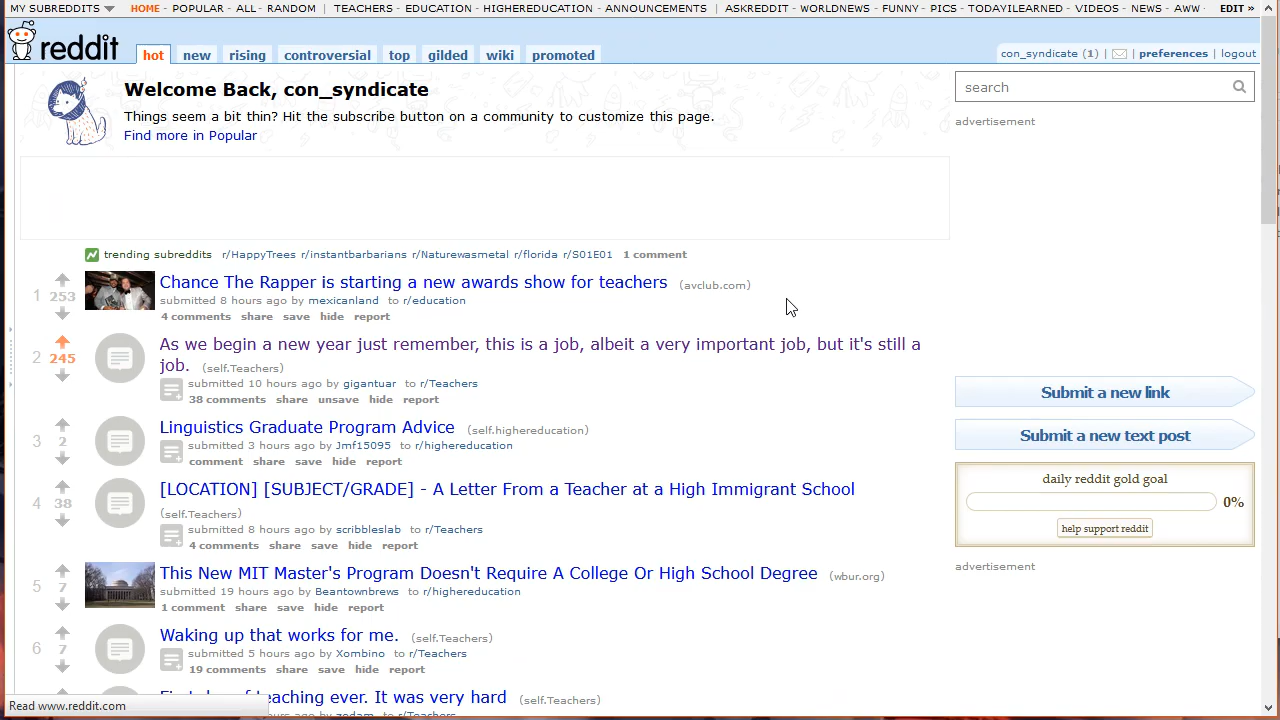 MY SUBREDDITS HOME - POPULAR - ALL - RANDOM | TEACHERS - EDUCATION - HIGHEREDUCATION - ANNOUNCEMENTS | ASKREDDIT - WORLDNEWS - FUNNY - PICS - TODAYILEARNED - VIDEOS - NEWS - AWW - EDIT »
reddit hot new rising controversial top gilded wiki promoted
con_syndicate (1) | | preferences | logout
Welcome Back, con_syndicate
Things seem a bit thin? Hit the subscribe button on a community to customize this page.
Find more in Popular
search
advertisement
trending subreddits r/HappyTrees r/instantbarbarians r/Naturewasmetal r/florida r/S01E01 1 comment
1 253 Chance The Rapper is starting a new awards show for teachers (avclub.com)
submitted 8 hours ago by mexicanland to r/education
4 comments share save hide report
2 245 As we begin a new year just remember, this is a job, albeit a very important job, but it's still a
job. (self.Teachers)
submitted 10 hours ago by gigantuar to r/Teachers
38 comments share unsave hide report
3 2 Linguistics Graduate Program Advice (self.highereducation)
submitted 3 hours ago by Jmf15095 to r/highereducation
comment share save hide report
4 38 [LOCATION] [SUBJECT/GRADE] - A Letter From a Teacher at a High Immigrant School
(self.Teachers)
submitted 8 hours ago by scribbleslab to r/Teachers
4 comments share save hide report
5 7 This New MIT Master's Program Doesn't Require A College Or High School Degree (wbur.org)
submitted 19 hours ago by Beantownbrews to r/highereducation
1 comment share save hide report
6 7 Waking up that works for me. (self.Teachers)
submitted 5 hours ago by Xombino to r/Teachers
19 comments share save hide report
teaching ever. It was very hard (self.Teachers)
Submit a new link
Submit a new text post
daily reddit gold goal
0%
help support reddit
advertisement
Read www.reddit.com